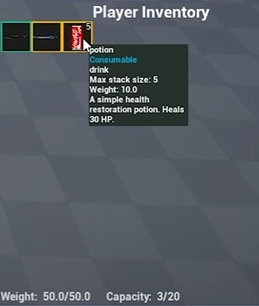 Player Inventory
5
potion
Consumable
drink
Max stack size: 5
Weight: 10.0
A simple health
restoration potion. Heals
30 HP.
Weight: 50.0/50.0 Capacity: 3/20